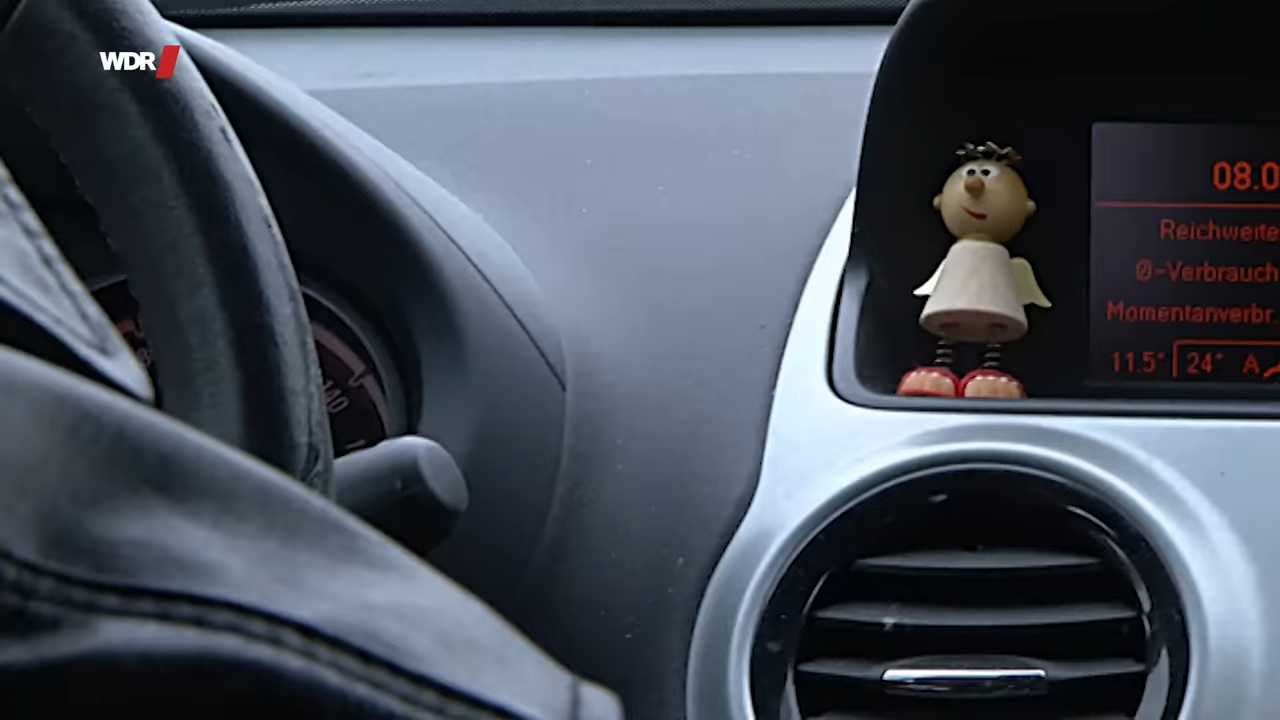 WDR
08.0
Reichweite
Ø-Verbrauch
Momentanverbr.
11.5° 24° A